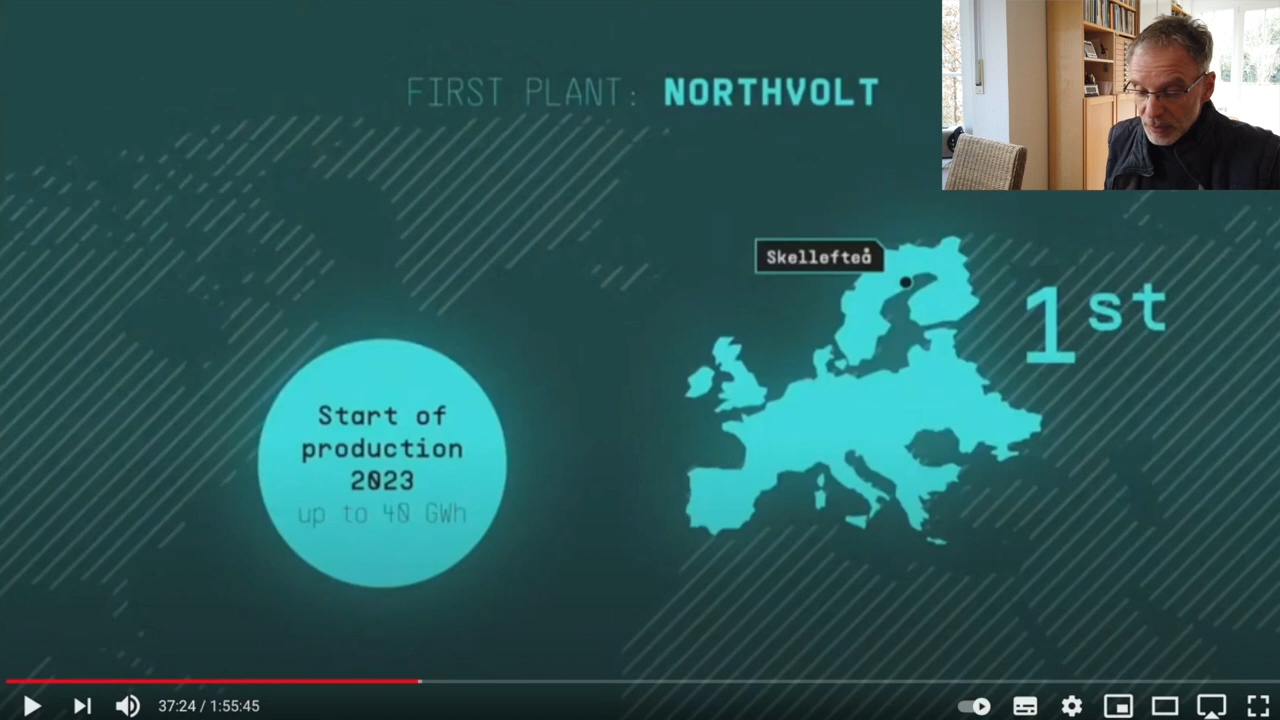 FIRST PLANT: NORTHVOLT
Skellefteå
1st
Start of
production
2023
up to 40 GWh
37:24 / 1:55:45